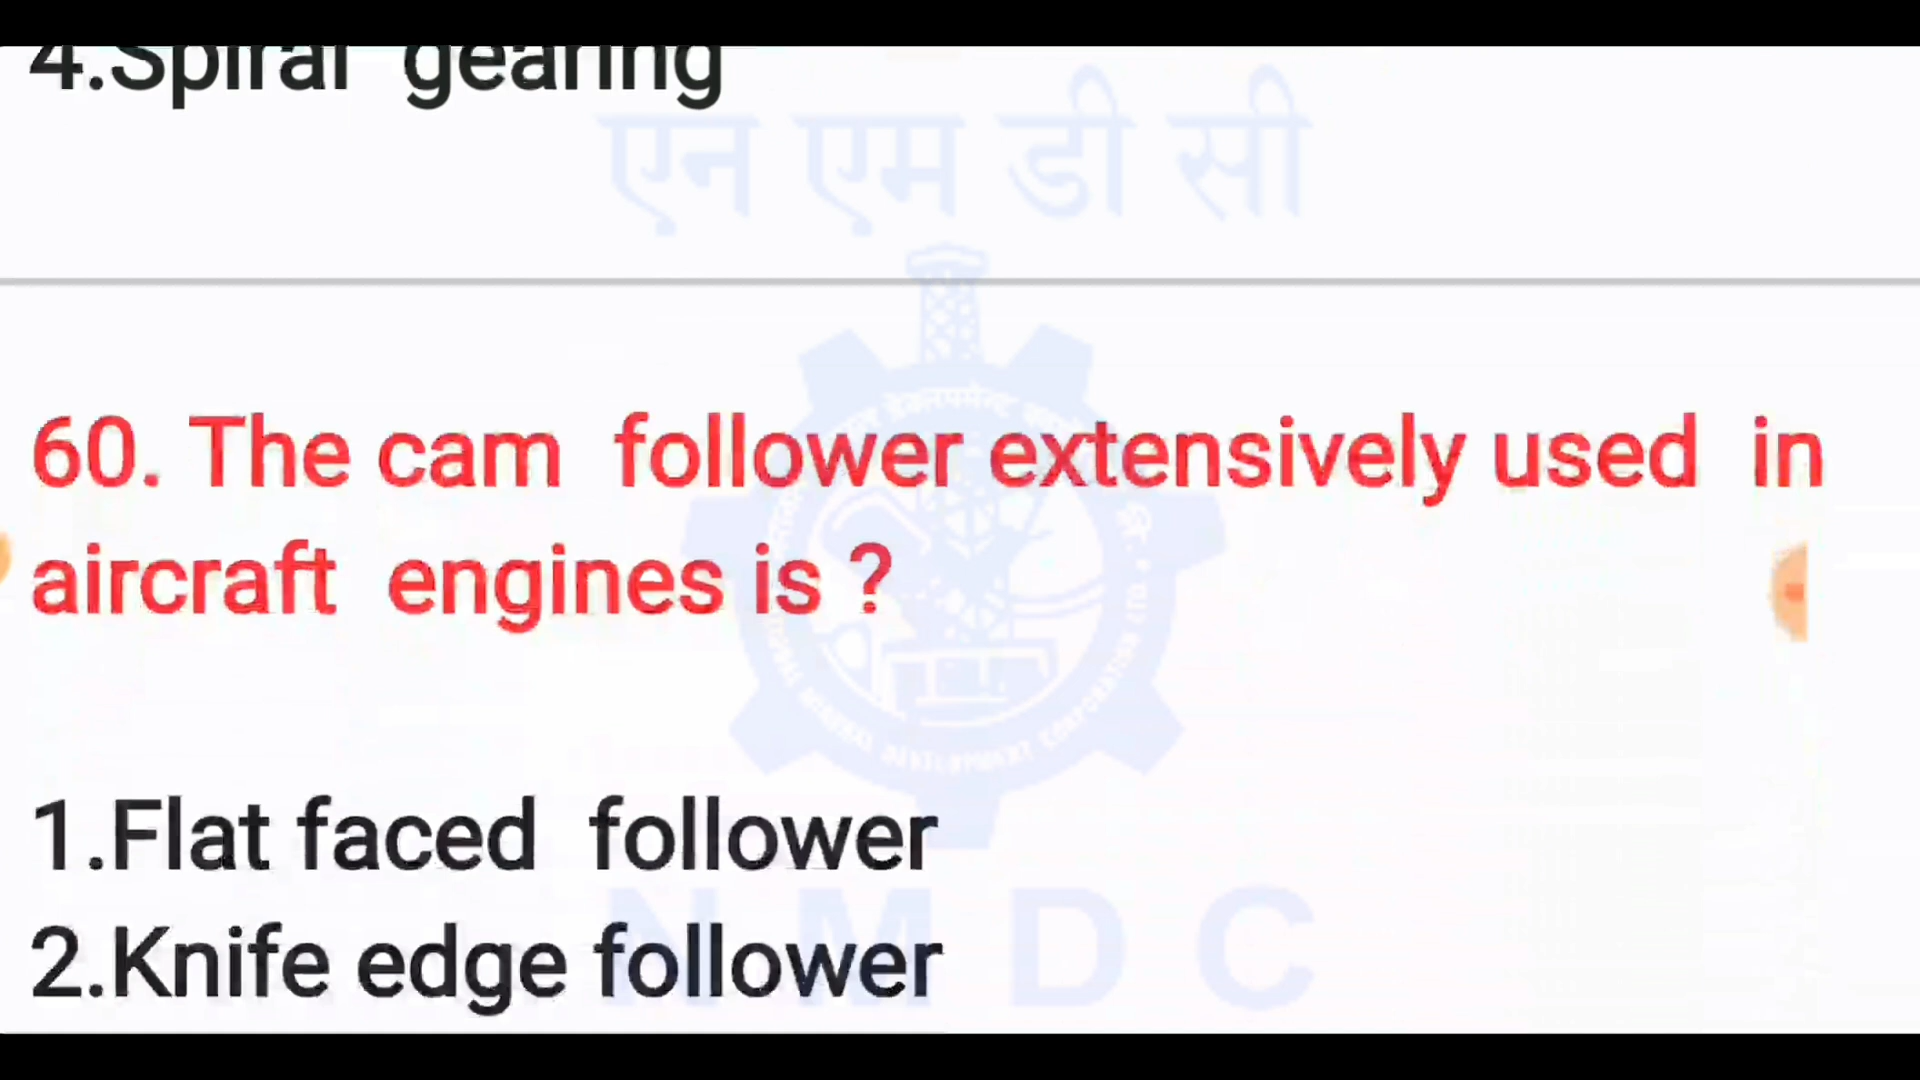 4.Spiral gearing
एन एम डी सी
60. The cam follower extensively used in
aircraft engines is ?
1.Flat faced follower
2.Knife edge follower
N M D C